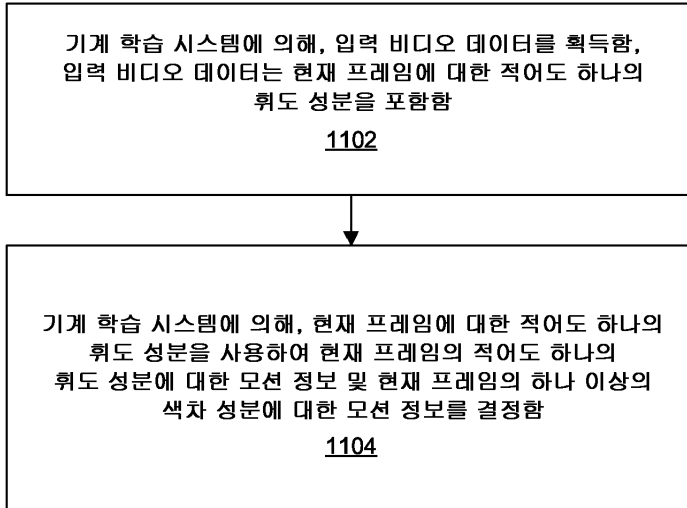 기계 학습 시스템에 의해, 입력 비디오 데이터를 획득함,
입력 비디오 데이터는 현재 프레임에 대한 적어도 하나의
휘도 성분을 포함함
1102
기계 학습 시스템에 의해, 현재 프레임에 대한 적어도 하나의
휘도 성분을 사용하여 현재 프레임의 적어도 하나의
휘도 성분에 대한 모션 정보 및 현재 프레임의 하나 이상의
색차 성분에 대한 모션 정보를 결정함
1104